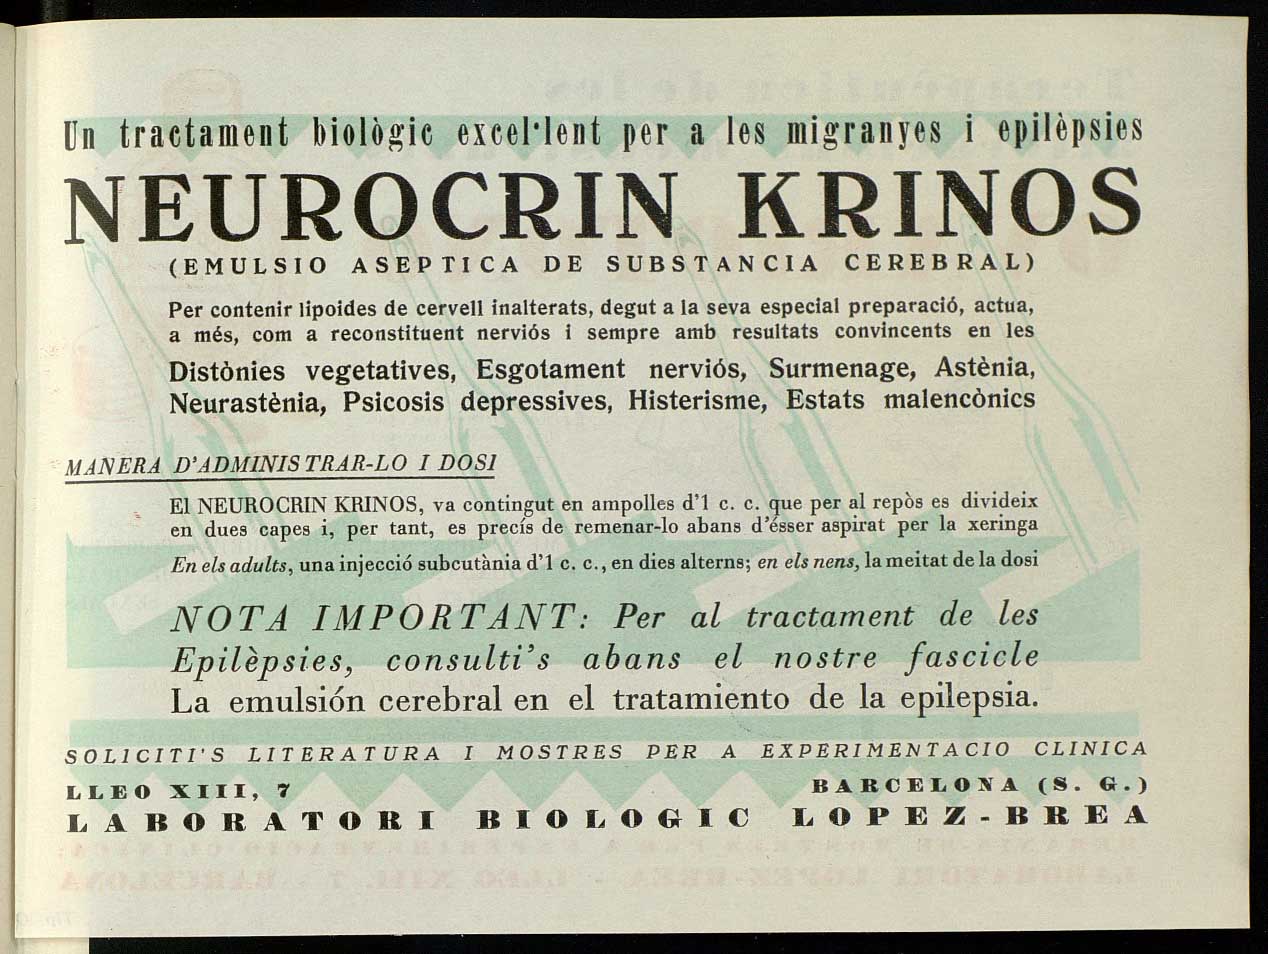 Un tractament biològic excel·lent per a les migranyes i epilèpsies
NEUROCRIN KRINOS
(EMULSIO ASEPTICA DE SUBSTANCIA CEREBRAL)
Per contenir lipoides de cervell inalterats, degut a la seva especial preparació, actua,
a més, com a reconstituent nerviós i sempre amb resultats convincents en les
Distònies vegetatives, Esgotament nerviós, Surmenage, Astènia,
Neurastènia, Psicosis depressives, Histerisme, Estats malencònics
MANERA D'ADMINISTRAR-LO I DOSI
El NEUROCRIN KRINOS, va contingut en ampolles d'1 c. c. que per al repòs es divideix
en dues capes i, per tant, es precís de remenar-lo abans d'ésser aspirat per la xeringa
En els adults, una injecció subcutània d'1 c. c., en dies alterns; en els nens, la meitat de la dosi
NOTA IMPORTANT: Per al tractament de les
Epilèpsies, consulti's abans el nostre fascicle
La emulsión cerebral en el tratamiento de la epilepsia.
SOLICITI'S LITERATURA I MOSTRES PER A EXPERIMENTACIO CLINICA
LLEO XIII, 7 BARCELONA (S. G.)
LABORATORI BIOLOGIC LOPEZ-BREA